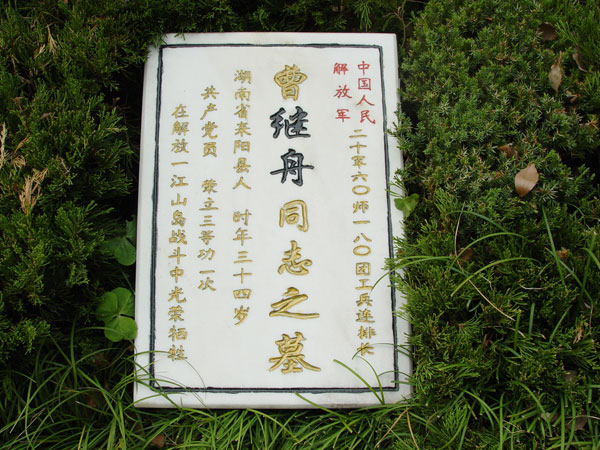 中国人民
解放军
二十军六〇师一八〇团工兵连排长
曹继舟同志之墓
湖南省耒阳县人 时年三十四岁
共产党员 荣立三等功一次
在解放一江山岛战斗中光荣牺牲